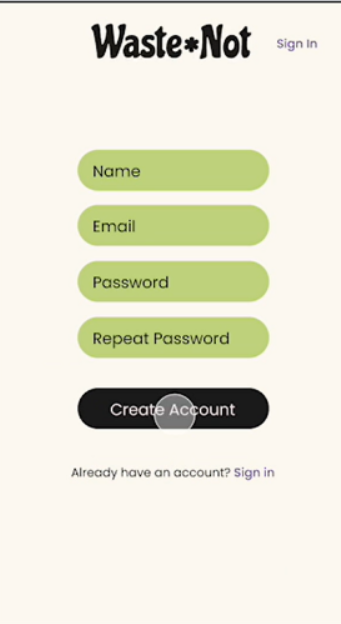 Waste*Not
Sign In
Name
Email
Password
Repeat Password
Create Account
Already have an account? Sign in